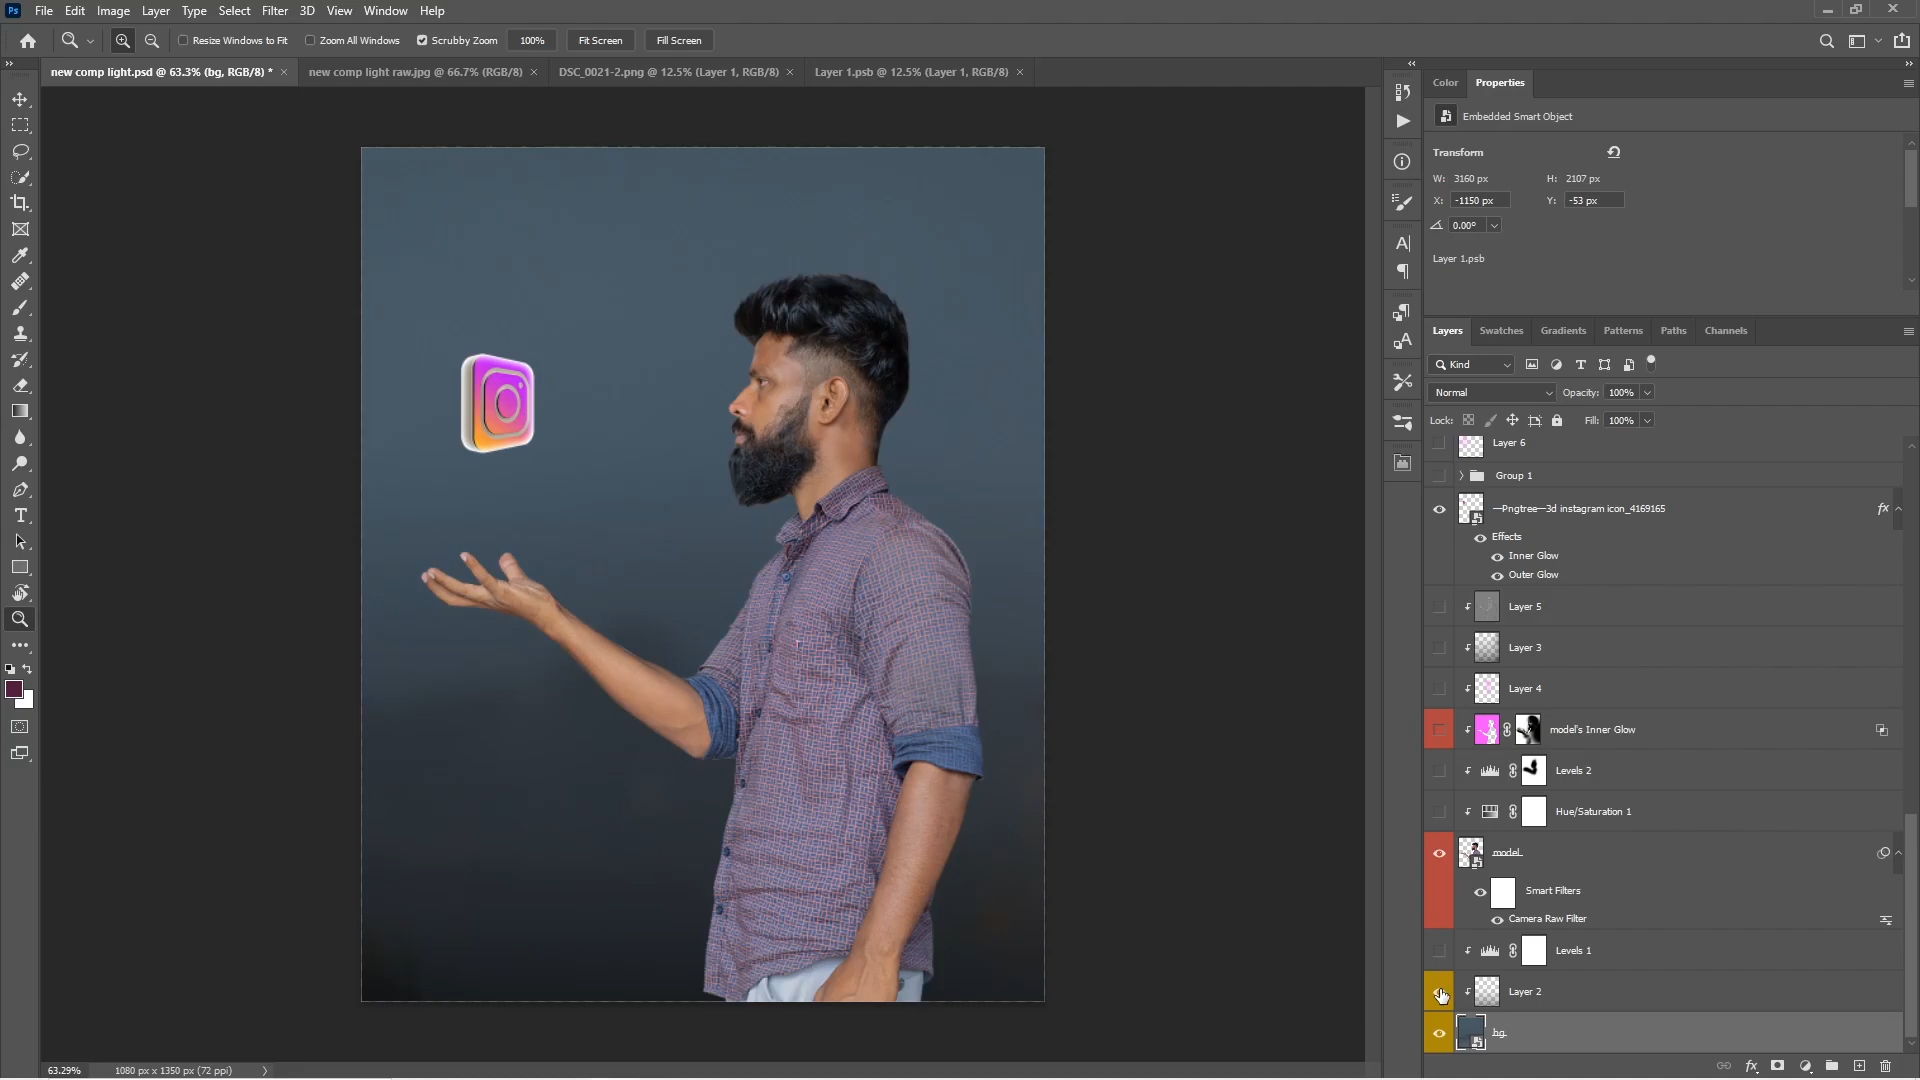 Ps File Edit Image Layer Type Select Filter 3D View Window Help
Resize Windows to Fit Zoom All Windows Scrubby Zoom 100% Fit Screen Fill Screen
new comp light.psd @ 63.3% (bg, RGB/8) * new comp light raw.jpg @ 66.7% (RGB/8) DSC_0021-2.png @ 12.5% (Layer 1, RGB/8) Layer 1.psb @ 12.5% (Layer 1, RGB/8)
Color Properties
Embedded Smart Object
Transform
W: 3160 px H: 2107 px
X: -1150 px Y: -53 px
0.00°
Layer 1.psb
Layers Swatches Gradients Patterns Paths Channels
Kind
Normal Opacity: 100%
Lock: Fill: 100%
Layer 6
Group 1
—Pngtree—3d instagram icon_4169165 fx
Effects
Inner Glow
Outer Glow
Layer 5
Layer 3
Layer 4
model's Inner Glow
Levels 2
Hue/Saturation 1
model
Smart Filters
Camera Raw Filter
Levels 1
Layer 2
bg
63.29% 1080 px x 1350 px (72 ppi)